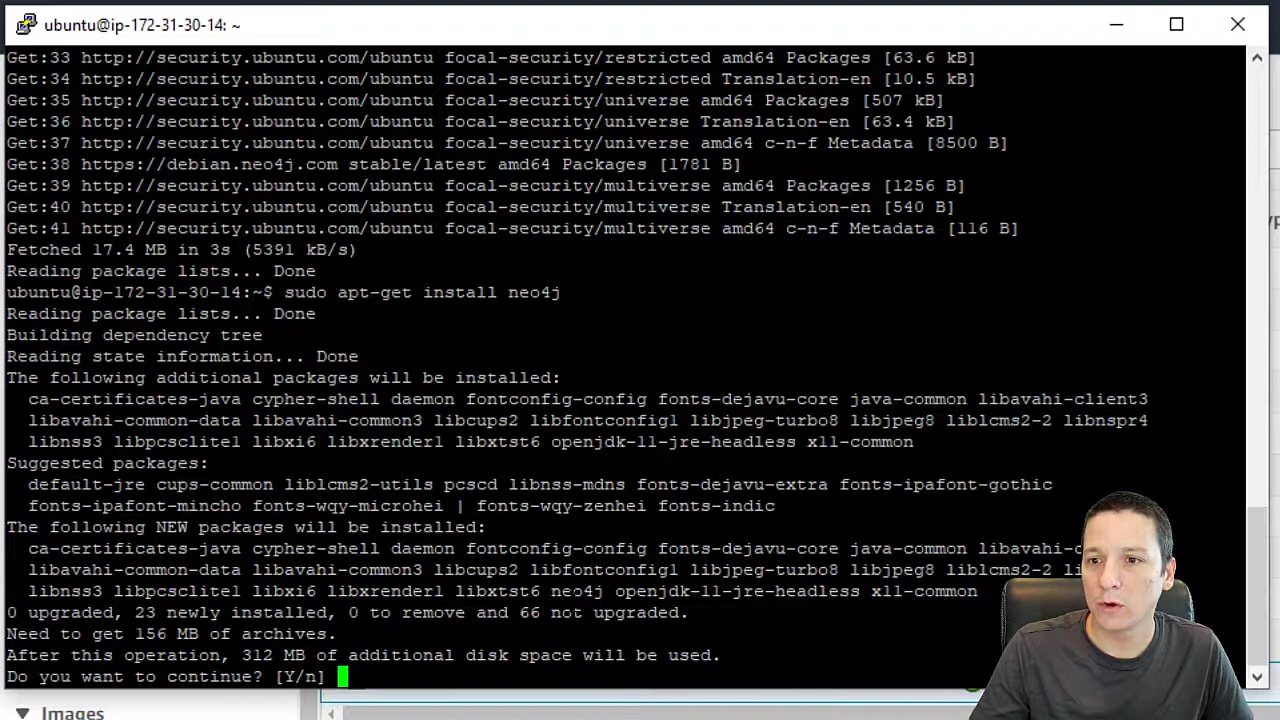 ubuntu@ip-172-31-30-14: ~
Get:33 http://security.ubuntu.com/ubuntu focal-security/restricted amd64 Packages [63.6 kB]
Get:34 http://security.ubuntu.com/ubuntu focal-security/restricted Translation-en [10.5 kB]
Get:35 http://security.ubuntu.com/ubuntu focal-security/universe amd64 Packages [507 kB]
Get:36 http://security.ubuntu.com/ubuntu focal-security/universe Translation-en [63.4 kB]
Get:37 http://security.ubuntu.com/ubuntu focal-security/universe amd64 c-n-f Metadata [8500 B]
Get:38 https://debian.neo4j.com stable/latest amd64 Packages [1781 B]
Get:39 http://security.ubuntu.com/ubuntu focal-security/multiverse amd64 Packages [1256 B]
Get:40 http://security.ubuntu.com/ubuntu focal-security/multiverse Translation-en [540 B]
Get:41 http://security.ubuntu.com/ubuntu focal-security/multiverse amd64 c-n-f Metadata [116 B]
Fetched 17.4 MB in 3s (5391 kB/s)
Reading package lists... Done
ubuntu@ip-172-31-30-14:~$ sudo apt-get install neo4j
Reading package lists... Done
Building dependency tree
Reading state information... Done
The following additional packages will be installed:
ca-certificates-java cypher-shell daemon fontconfig-config fonts-dejavu-core java-common libavahi-client3
libavahi-common-data libavahi-common3 libcups2 libfontconfig1 libjpeg-turbo8 libjpeg8 liblcms2-2 libnspr4
libnss3 libpcsclite1 libxi6 libxrender1 libxtst6 openjdk-11-jre-headless x11-common
Suggested packages:
default-jre cups-common liblcms2-utils pcscd libnss-mdns fonts-dejavu-extra fonts-ipafont-gothic
fonts-ipafont-mincho fonts-wqy-microhei | fonts-wqy-zenhei fonts-indic
The following NEW packages will be installed:
ca-certificates-java cypher-shell daemon fontconfig-config fonts-dejavu-core java-common
libavahi-common-data libavahi-common3 libcups2 libfontconfig1 libjpeg-turbo8 libjpeg8 liblcms2-2
libnss3 libpcsclite1 libxi6 libxrender1 libxtst6 neo4j openjdk-11-jre-headless x11-common
0 upgraded, 23 newly installed, 0 to remove and 66 not upgraded.
Need to get 156 MB of archives.
After this operation, 312 MB of additional disk space will be used.
Do you want to continue? [Y/n]
Images